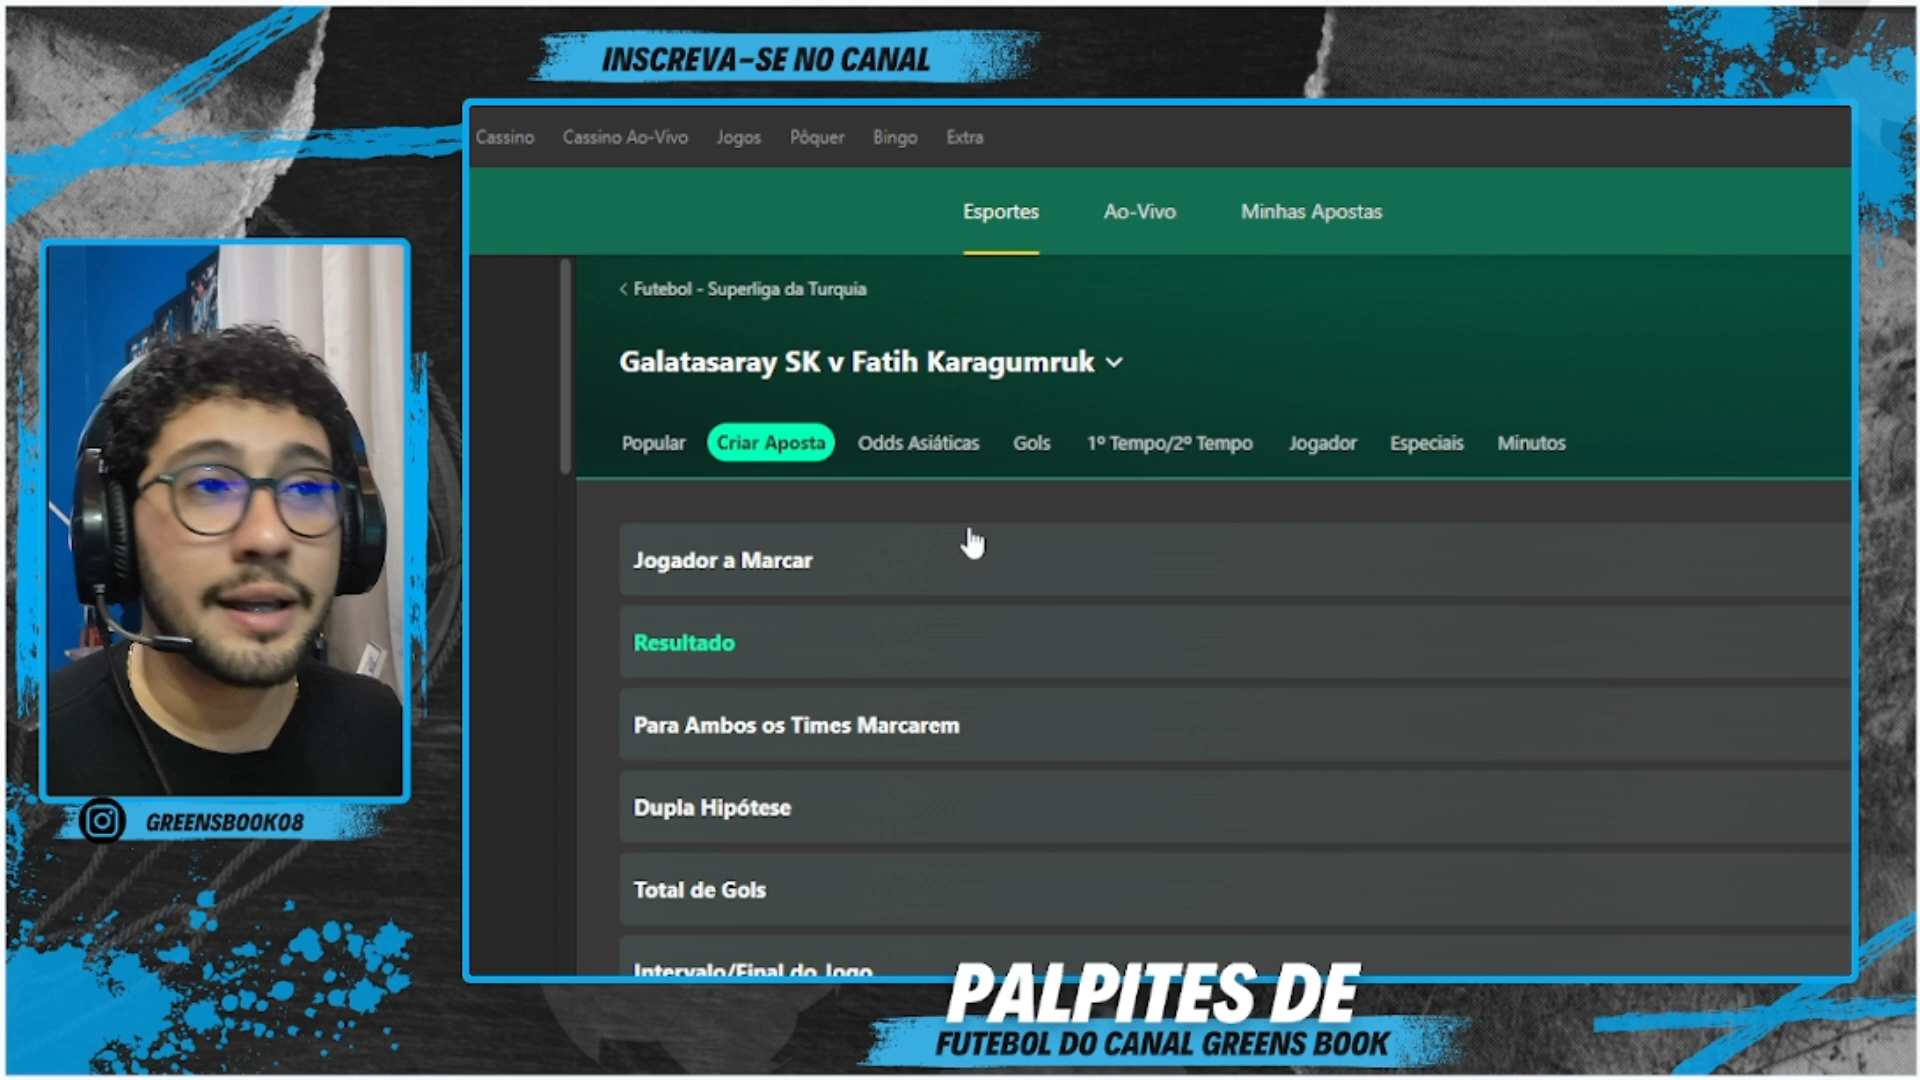 INSCREVA-SE NO CANAL
Cassino Cassino Ao-Vivo Jogos Pôquer Bingo Extra
Esportes Ao-Vivo Minhas Apostas
Futebol - Superliga da Turquia
Galatasaray SK v Fatih Karagumruk
Popular Criar Aposta Odds Asiáticas Gols 1º Tempo/2º Tempo Jogador Especiais Minutos
Jogador a Marcar
Resultado
Para Ambos os Times Marcarem
Dupla Hipótese
Total de Gols
Intervalo/Final do Jogo
GREENSBOOK08
PALPITES DE
FUTEBOL DO CANAL GREENS BOOK